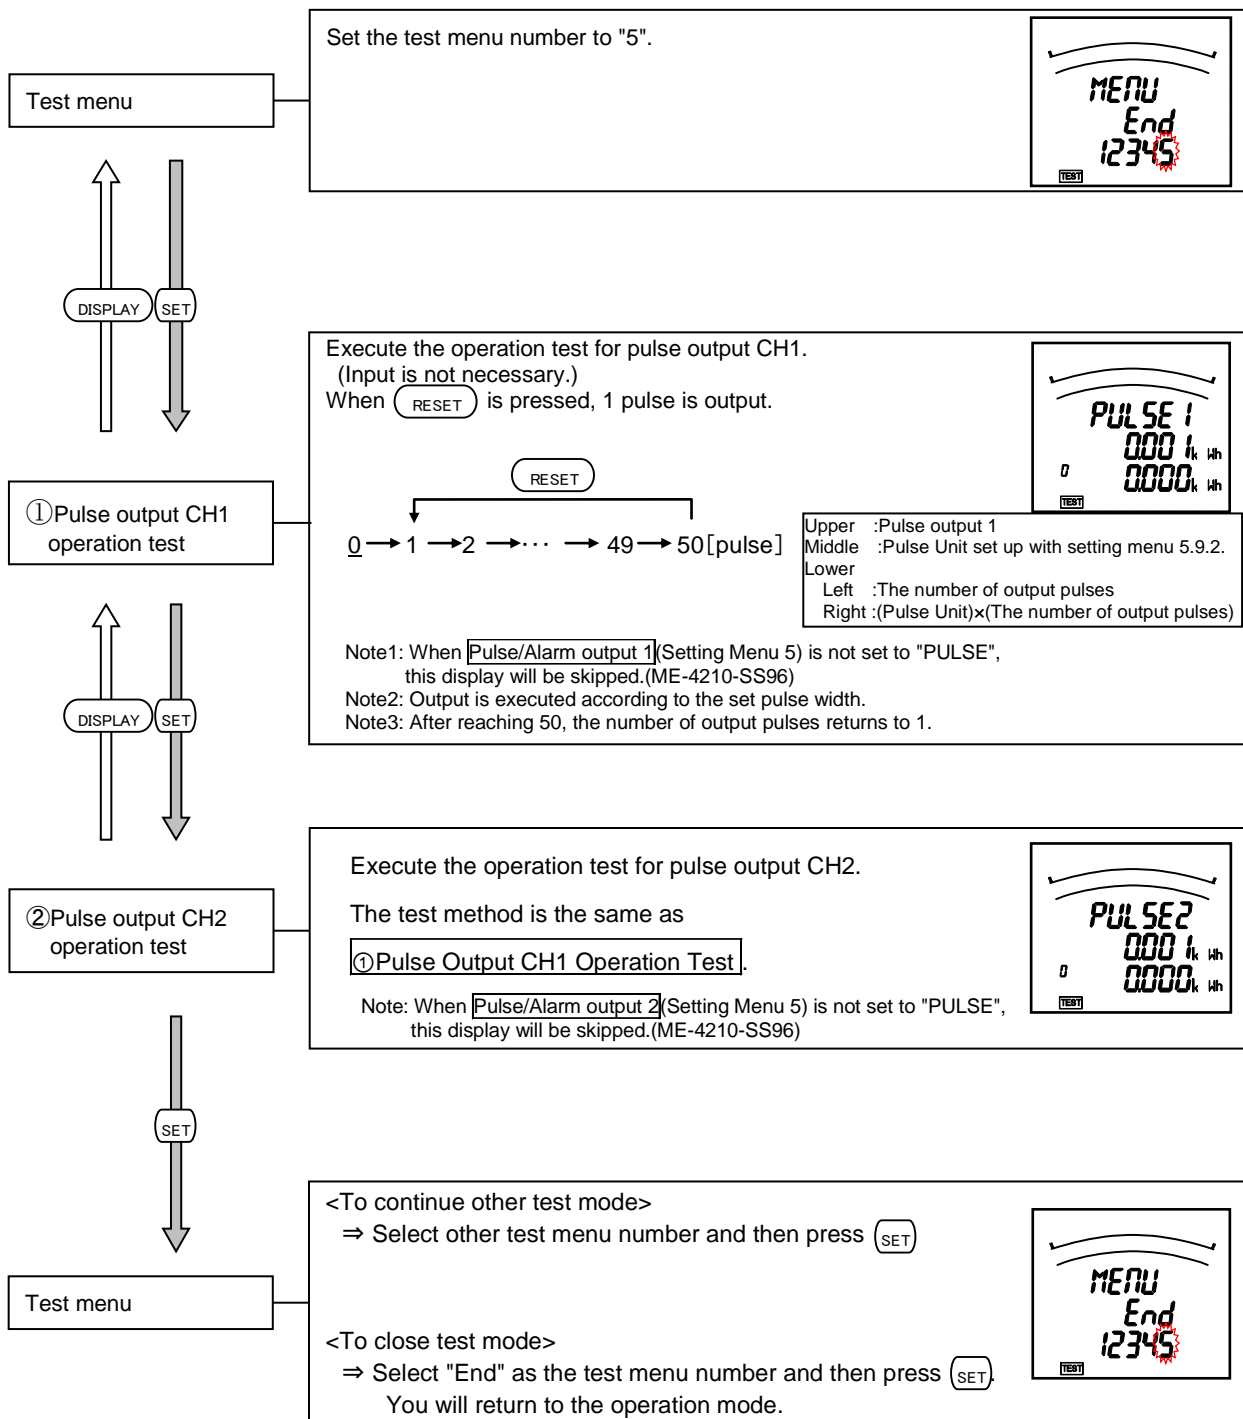 Set the test menu number to "5".
Test menu
MENU
End
12345
TEST
DISPLAY SET
Execute the operation test for pulse output CH1.
(Input is not necessary.)
When RESET is pressed, 1 pulse is output.
PULSE1
0.001k Wh
0 0.000k Wh
TEST
①Pulse output CH1
operation test
RESET
0 → 1 → 2 → ··· → 49 → 50[pulse]
Upper :Pulse output 1
Middle :Pulse Unit set up with setting menu 5.9.2.
Lower
Left :The number of output pulses
Right :(Pulse Unit)×(The number of output pulses)
Note1: When Pulse/Alarm output 1(Setting Menu 5) is not set to "PULSE",
this display will be skipped.(ME-4210-SS96)
Note2: Output is executed according to the set pulse width.
Note3: After reaching 50, the number of output pulses returns to 1.
DISPLAY SET
②Pulse output CH2
operation test
Execute the operation test for pulse output CH2.
The test method is the same as
①Pulse Output CH1 Operation Test.
Note: When Pulse/Alarm output 2(Setting Menu 5) is not set to "PULSE",
this display will be skipped.(ME-4210-SS96)
PULSE2
0.001k Wh
0 0.000k Wh
TEST
SET
Test menu
<To continue other test mode>
⇒ Select other test menu number and then press SET
<To close test mode>
⇒ Select "End" as the test menu number and then press SET.
You will return to the operation mode.
MENU
End
12345
TEST